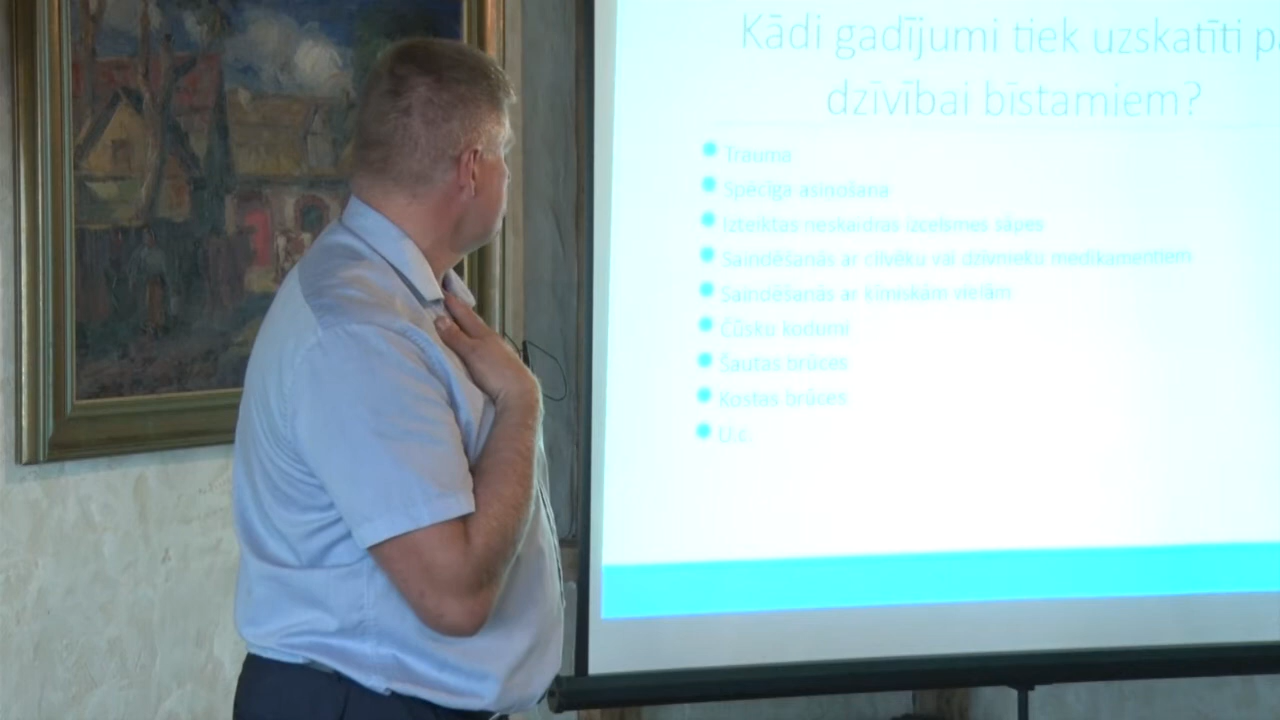 Kādi gadījumi tiek uzskatīti p
dzīvībai bīstamiem?
Trauma
Spēcīga asiņošana
Izteiktas neskaidras izcelsmes sāpes
Saindēšanās ar cilvēku vai dzīvnieku medikamentiem
Saindēšanās ar ķīmiskām vielām
Čūsku kodumi
Šautas brūces
Kostas brūces
U.c.